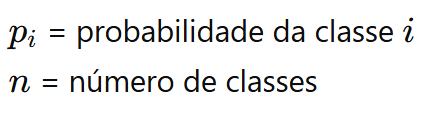 pᵢ = probabilidade da classe i
n = número de classes